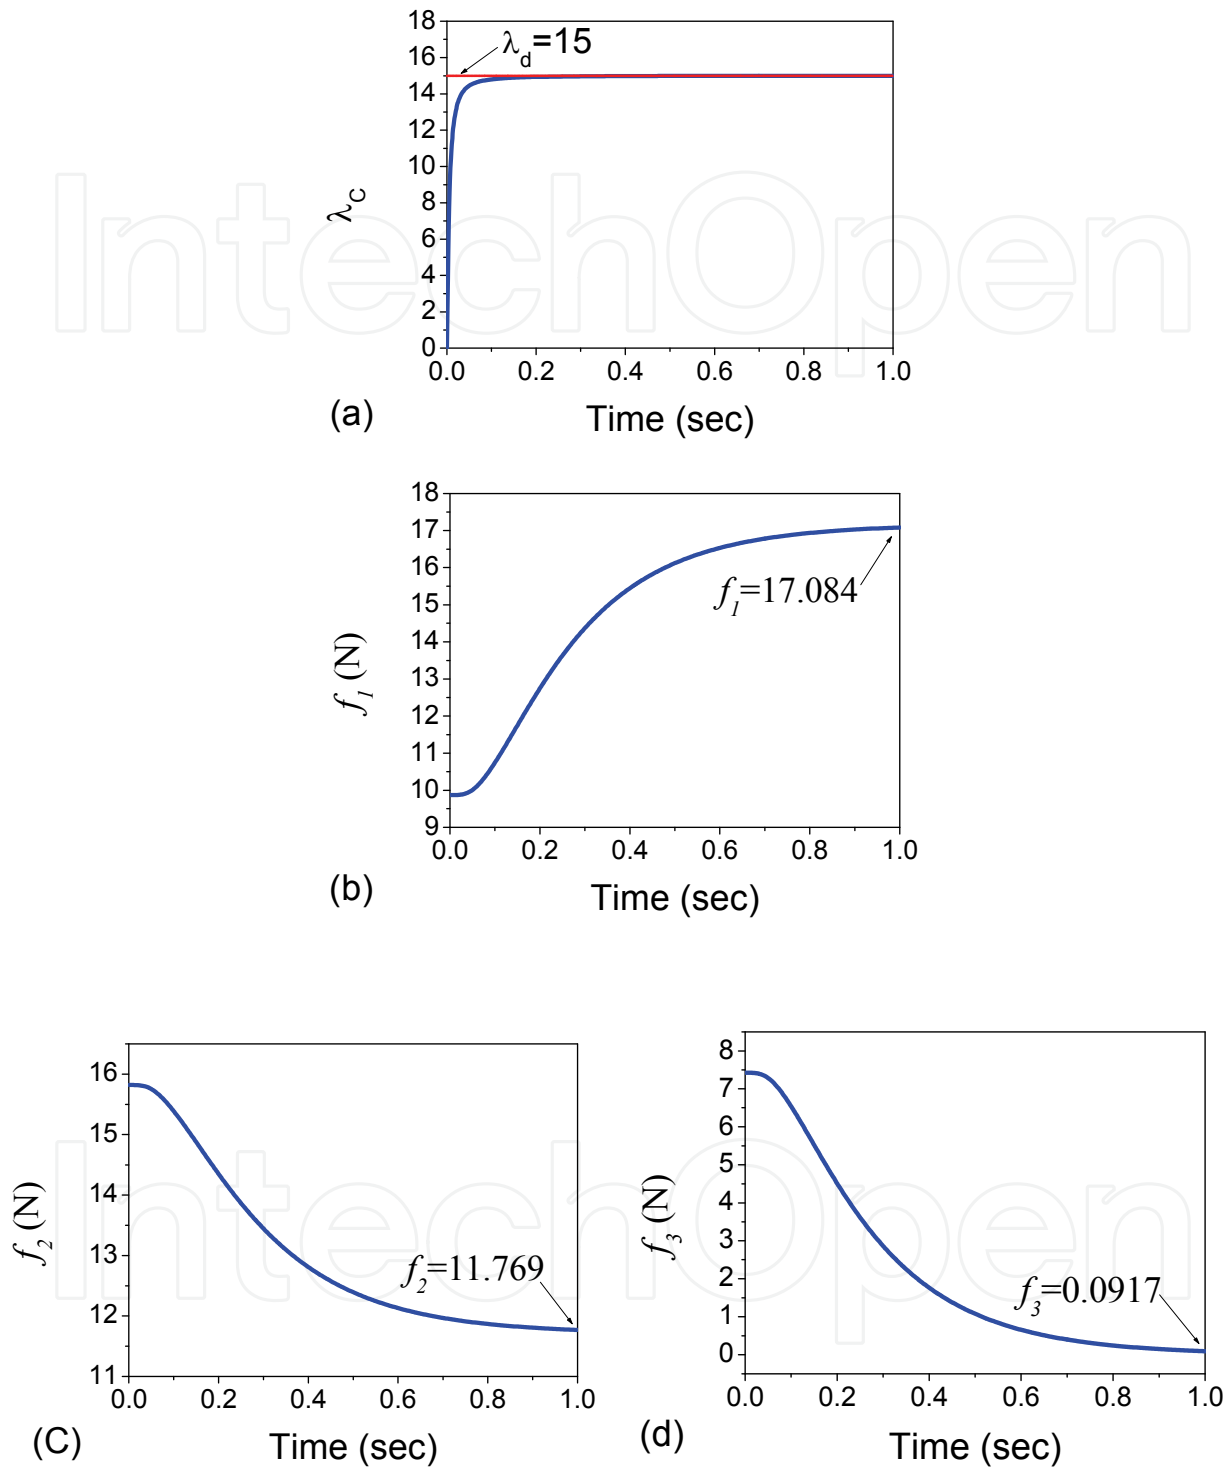 18
16
14
12
10
8
6
4
2
0
λd=15
λC
0.0 0.2 0.4 0.6 0.8 1.0
(a)
Time (sec)
18
17
16
15
14
13
12
11
10
9
f1=17.084
f1 (N)
0.0 0.2 0.4 0.6 0.8 1.0
(b)
Time (sec)
16
15
14
13
12
11
f2=11.769
f2 (N)
0.0 0.2 0.4 0.6 0.8 1.0
(C)
Time (sec)
8
7
6
5
4
3
2
1
0
f3=0.0917
f3 (N)
0.0 0.2 0.4 0.6 0.8 1.0
(d)
Time (sec)
IntechOpen
IntechOpen